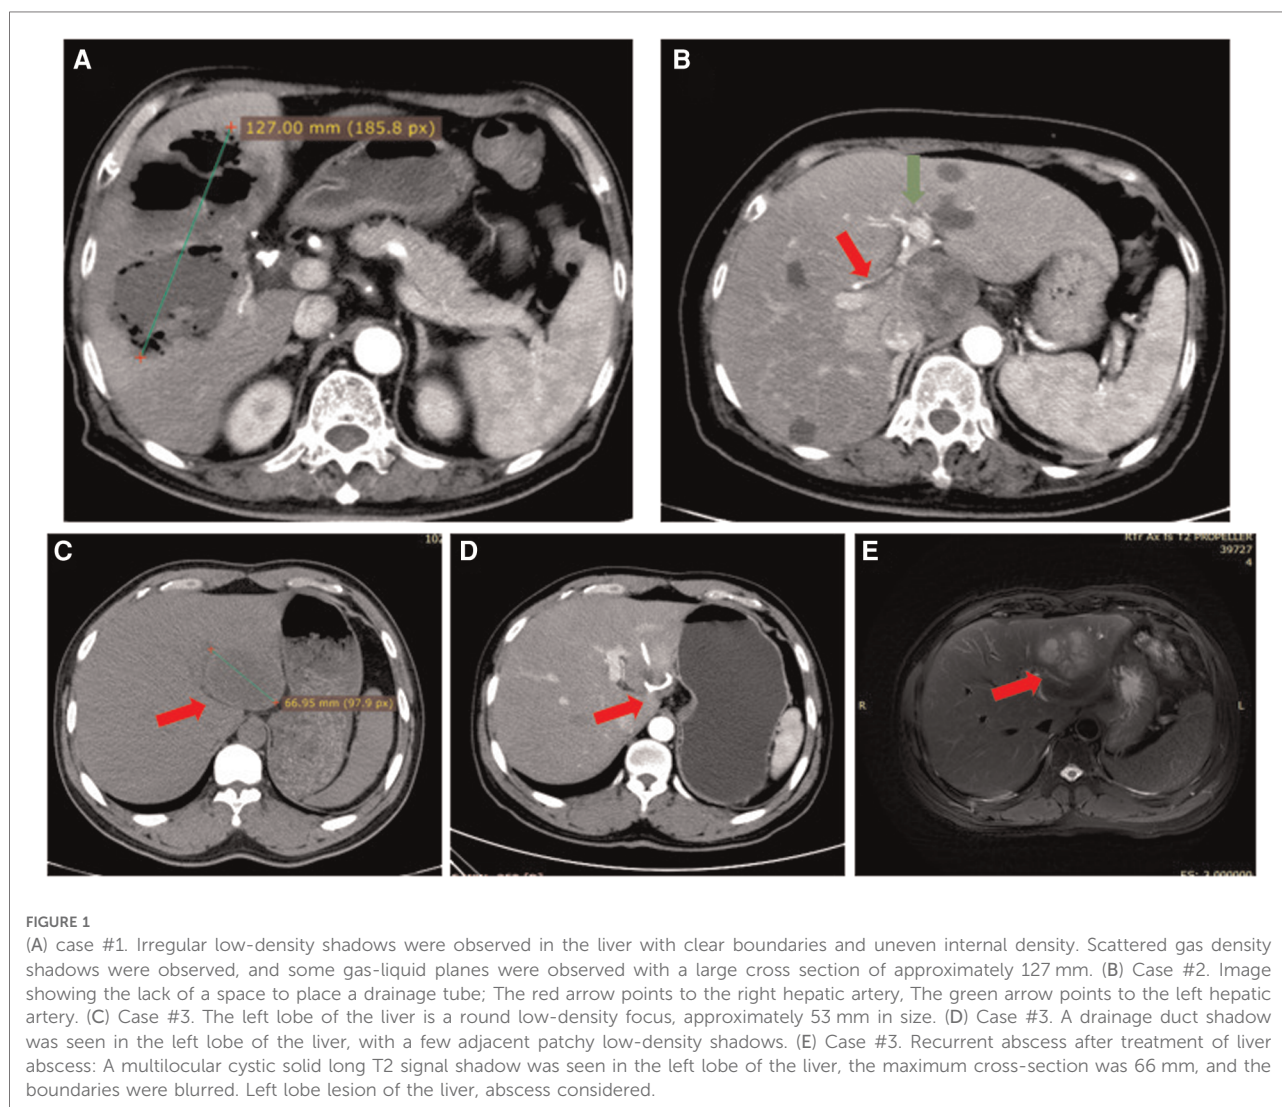 A
127.00 mm (185.8 px)
B
C
102
66.95 mm (97.9 px)
D
E
RTr Ax fs T2 PROPELLER
39727
4
R
L
FIGURE 1
(A) case #1. Irregular low-density shadows were observed in the liver with clear boundaries and uneven internal density. Scattered gas density
shadows were observed, and some gas-liquid planes were observed with a large cross section of approximately 127 mm. (B) Case #2. Image
showing the lack of a space to place a drainage tube; The red arrow points to the right hepatic artery, The green arrow points to the left hepatic
artery. (C) Case #3. The left lobe of the liver is a round low-density focus, approximately 53 mm in size. (D) Case #3. A drainage duct shadow
was seen in the left lobe of the liver, with a few adjacent patchy low-density shadows. (E) Case #3. Recurrent abscess after treatment of liver
abscess: A multilocular cystic solid long T2 signal shadow was seen in the left lobe of the liver, the maximum cross-section was 66 mm, and the
boundaries were blurred. Left lobe lesion of the liver, abscess considered.